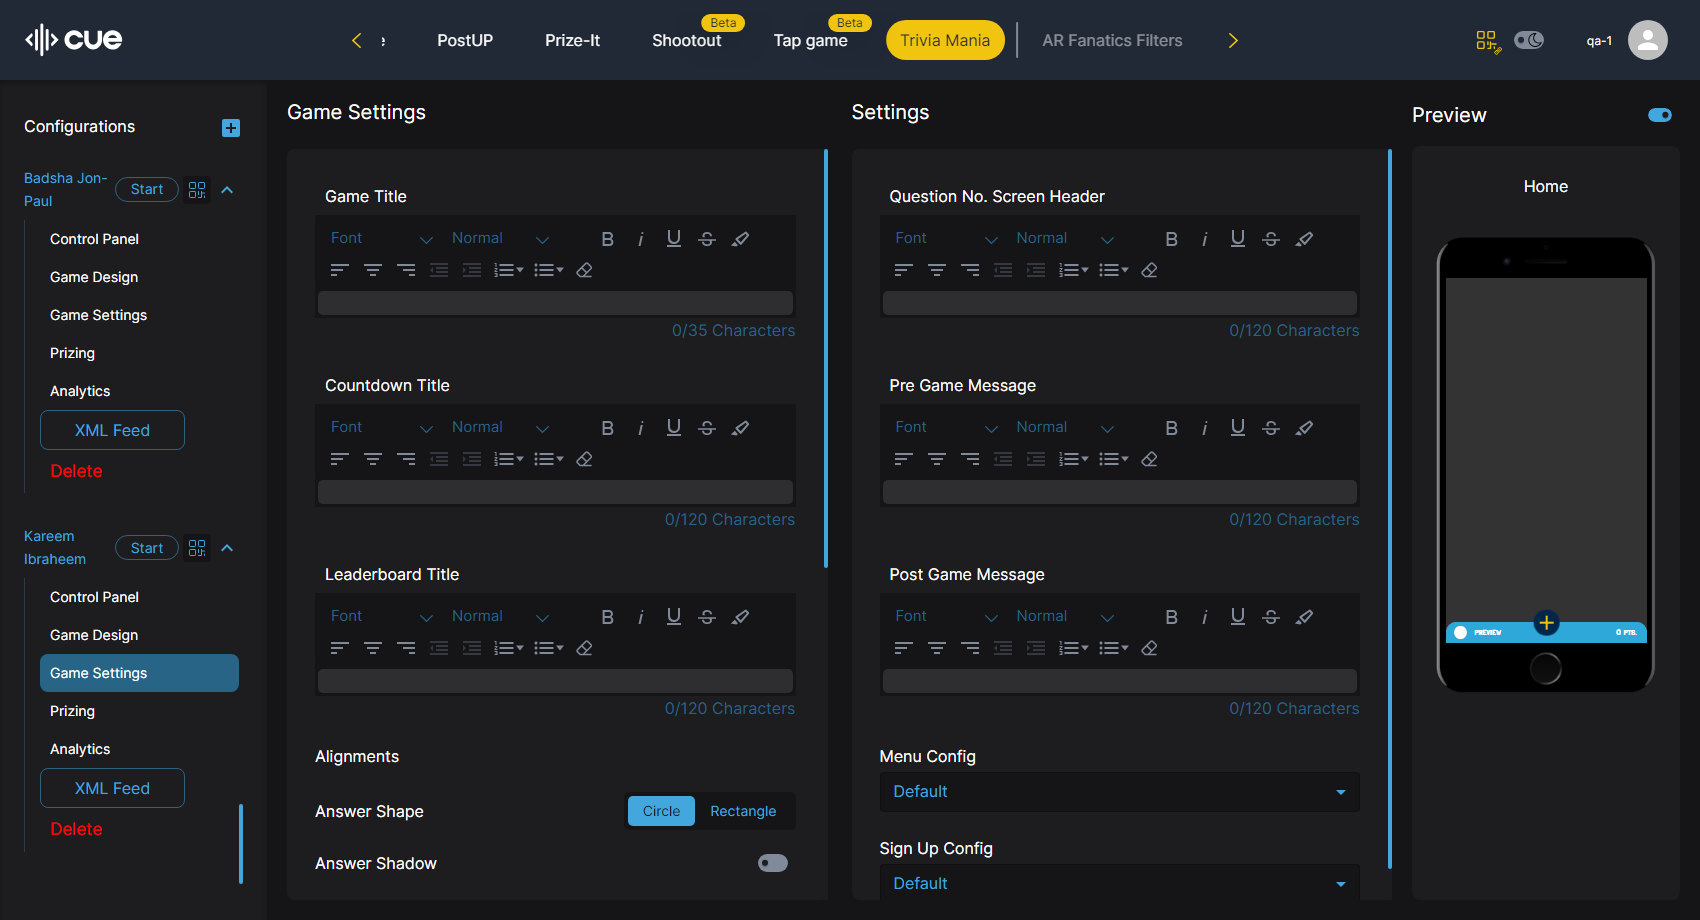 cue
PostUP
Prize-It
Shootout
Beta
Tap game
Beta
Trivia Mania
AR Fanatics Filters
qa-1
Configurations
Badsha Jon-
Paul
Start
Control Panel
Game Design
Game Settings
Prizing
Analytics
XML Feed
Delete
Kareem
Ibraheem
Start
Control Panel
Game Design
Game Settings
Prizing
Analytics
XML Feed
Delete
Game Settings
Game Title
Font Normal
0/35 Characters
Countdown Title
Font Normal
0/120 Characters
Leaderboard Title
Font Normal
0/120 Characters
Alignments
Answer Shape
Circle Rectangle
Answer Shadow
Settings
Question No. Screen Header
Font Normal
0/120 Characters
Pre Game Message
Font Normal
0/120 Characters
Post Game Message
Font Normal
0/120 Characters
Menu Config
Default
Sign Up Config
Default
Preview
Home
PREVIEW
0 PTS.